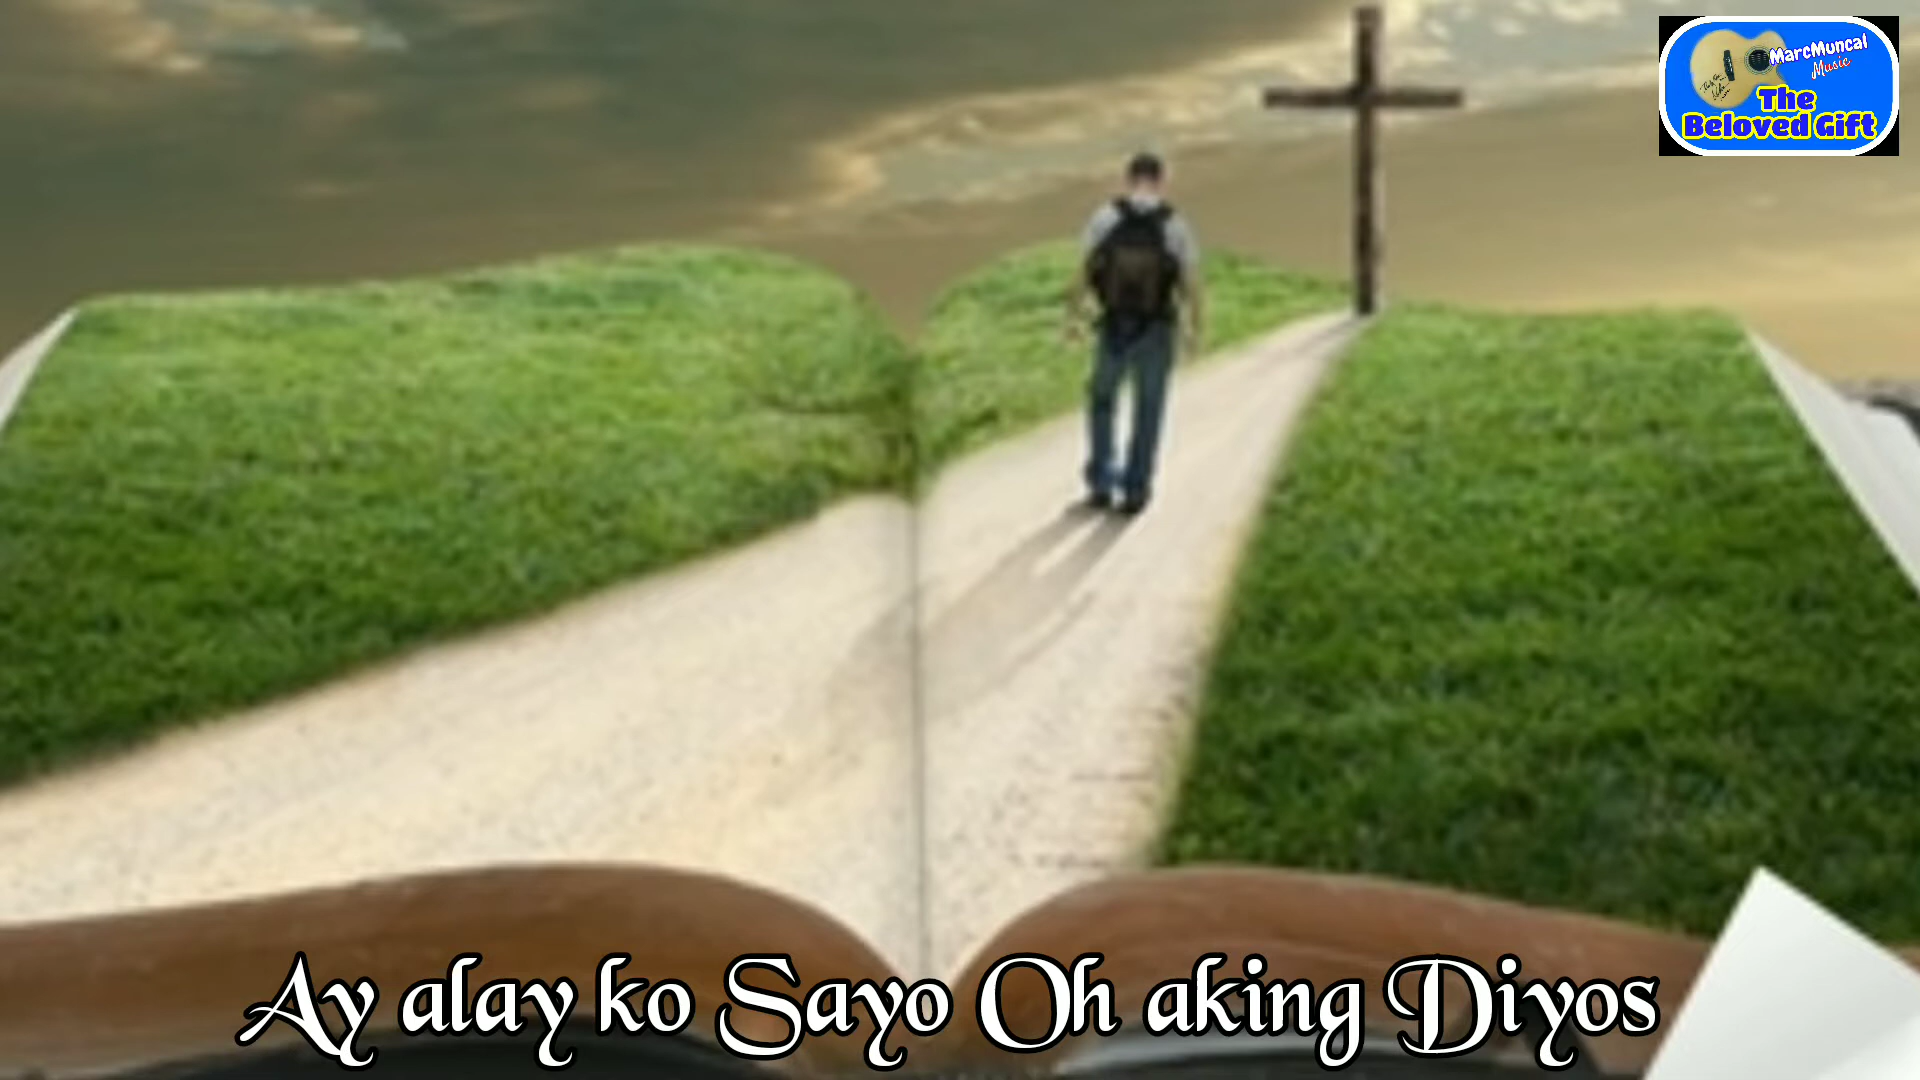 MarcMuncal
Music
The
Beloved Gift
Ay alay ko Sayo Oh aking Diyos